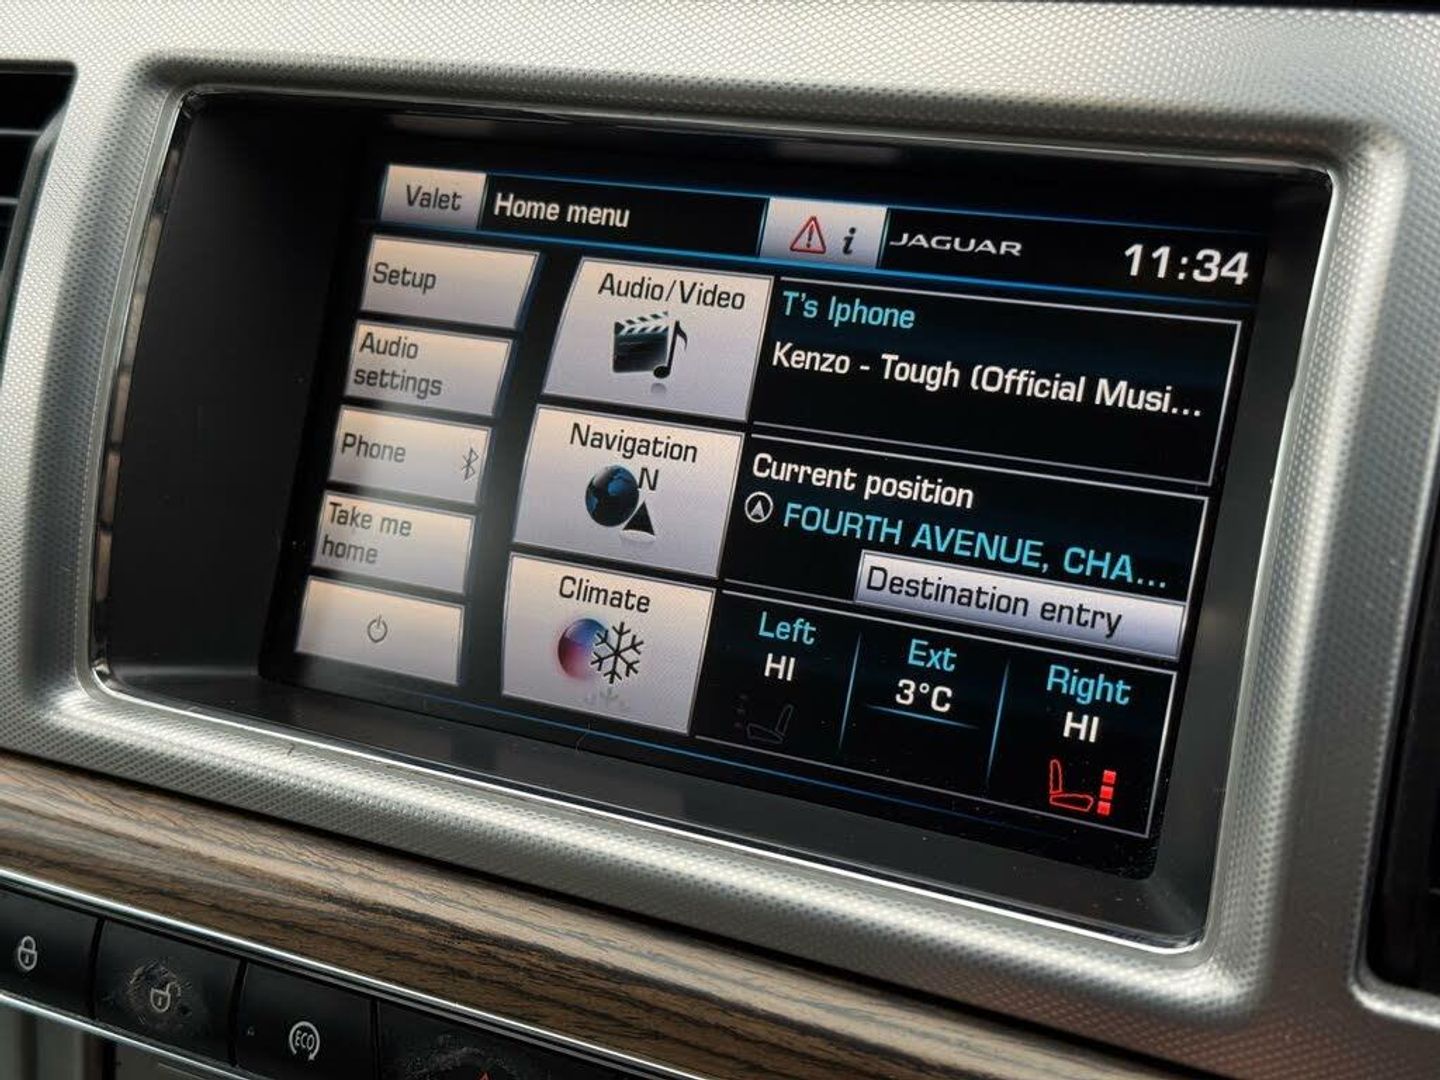 Valet
Home menu
i
JAGUAR
11:34
Setup
Audio
settings
Phone
Take me
home
Audio/Video
T's Iphone
Kenzo - Tough (Official Musi...
Navigation
N
Current position
FOURTH AVENUE, CHA...
Destination entry
Climate
Left
HI
Ext
3°C
Right
HI
ECO